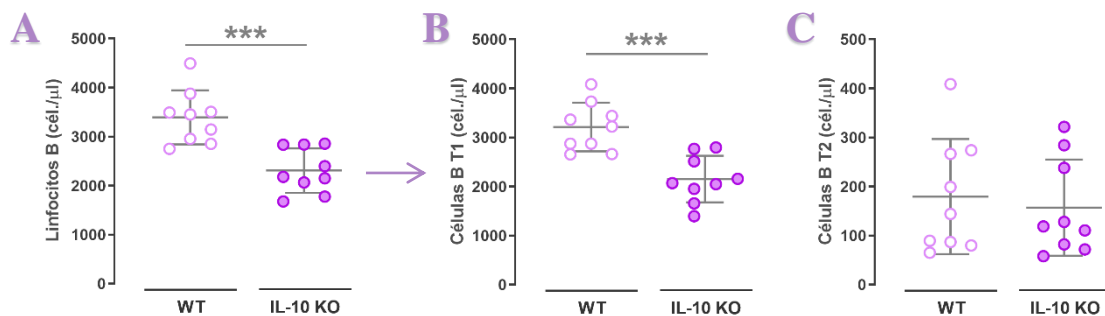 A
***
Linfocitos B (cél./µl)
5000
4000
3000
2000
1000
0
WT
IL-10 KO
B
***
Células B T1 (cél./µl)
5000
4000
3000
2000
1000
0
WT
IL-10 KO
C
Células B T2 (cél./µl)
500
400
300
200
100
0
WT
IL-10 KO